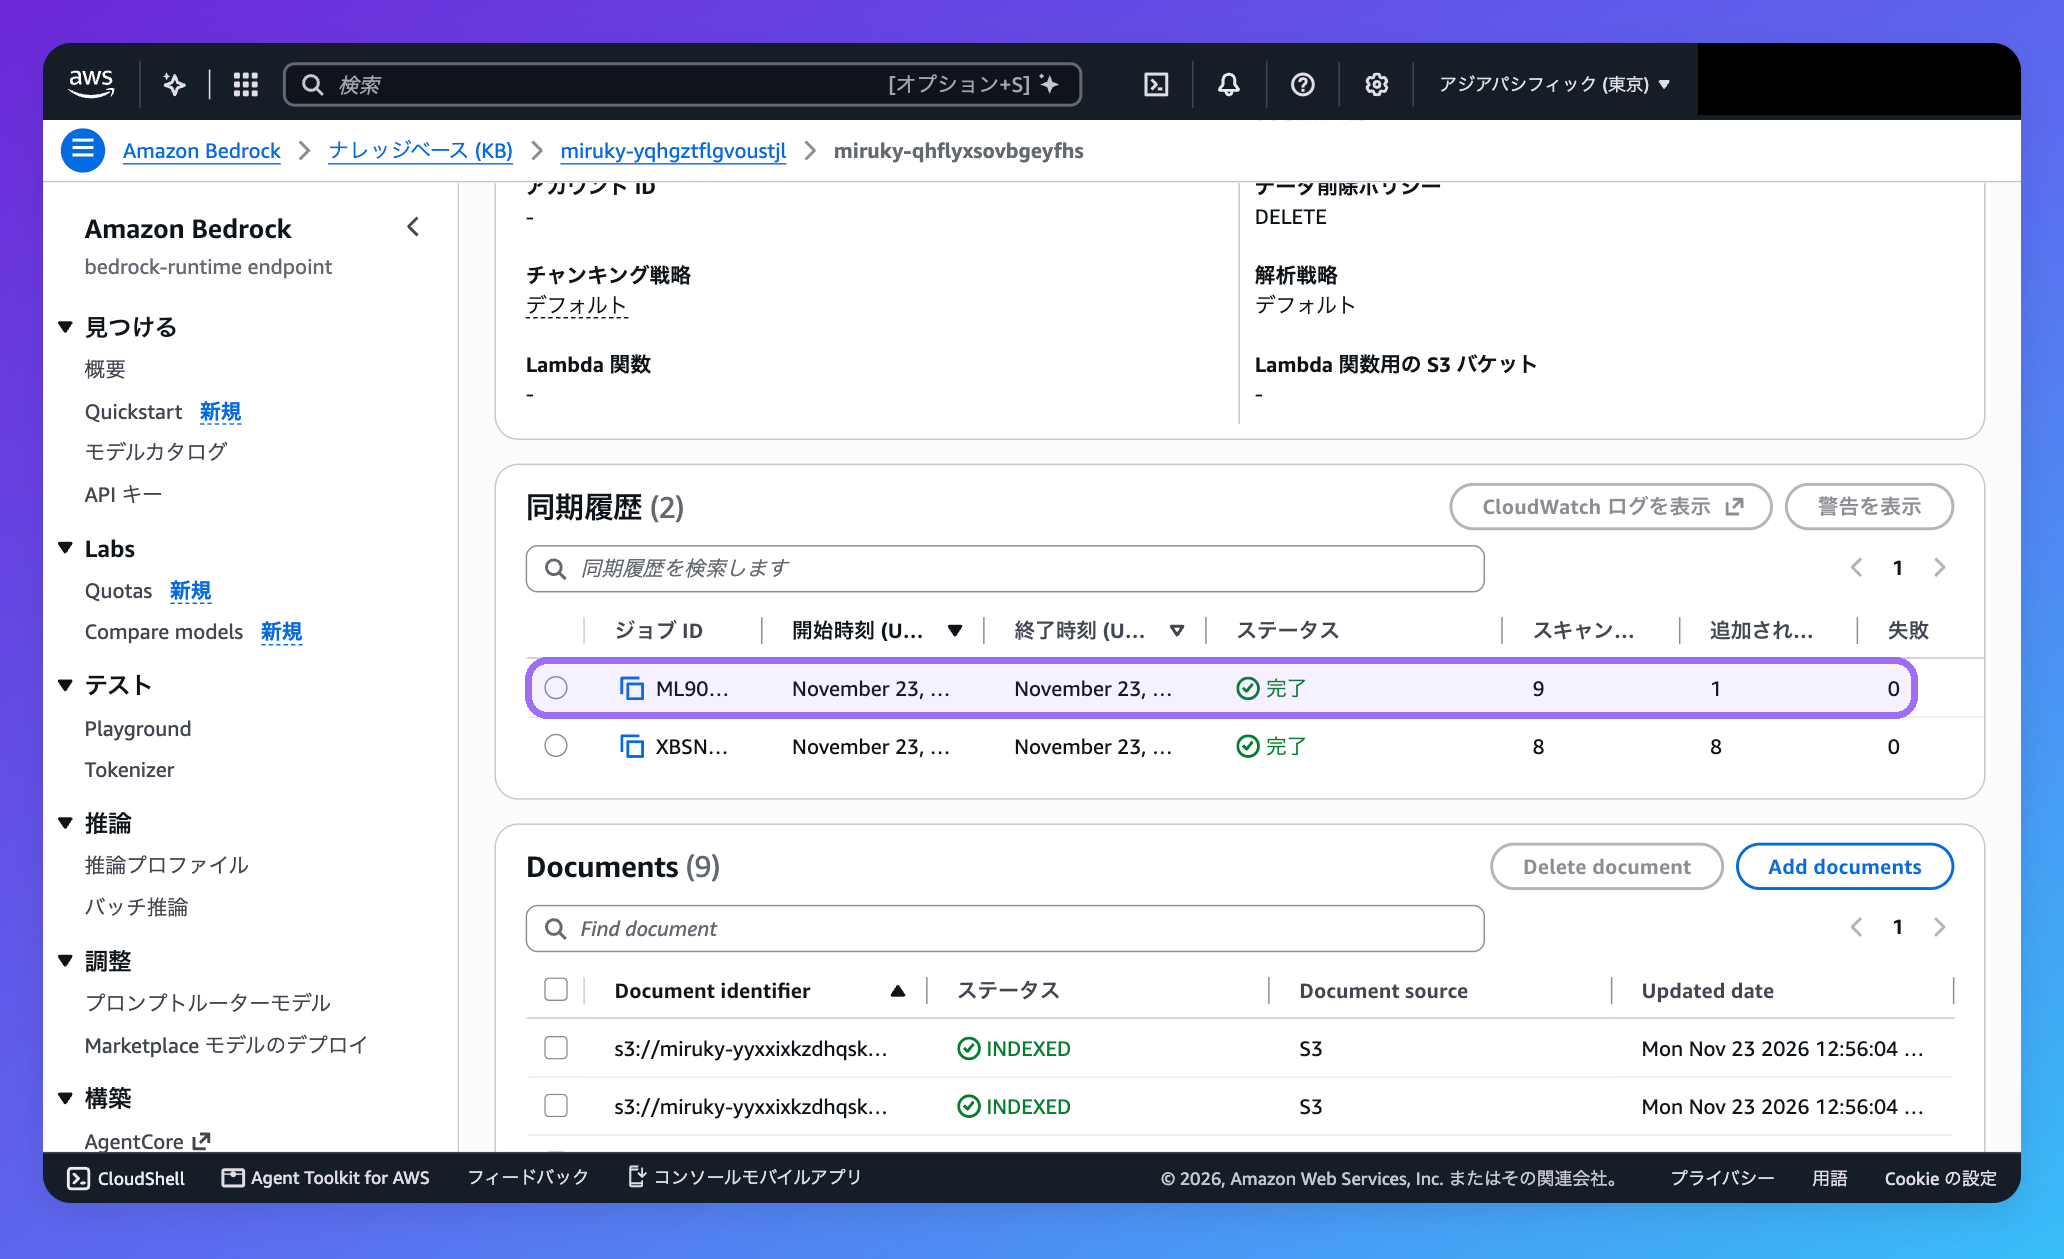 aws
検索
[オプション+S]
アジアパシフィック (東京)
Amazon Bedrock
ナレッジベース (KB)
miruky-yqhgztflgvoustjl
miruky-qhflyxsovbgeyfhs
Amazon Bedrock
bedrock-runtime endpoint
見つける
概要
Quickstart 新規
モデルカタログ
API キー
Labs
Quotas 新規
Compare models 新規
テスト
Playground
Tokenizer
推論
推論プロファイル
バッチ推論
調整
プロンプトルーターモデル
Marketplace モデルのデプロイ
構築
AgentCore
アカウント ID
-
データ削除ポリシー
DELETE
チャンキング戦略
デフォルト
解析戦略
デフォルト
Lambda 関数
-
Lambda 関数用の S3 バケット
-
同期履歴 (2)
CloudWatch ログを表示
警告を表示
同期履歴を検索します
1
ジョブ ID 開始時刻 (U... 終了時刻 (U... ステータス スキャン... 追加され... 失敗
ML90... November 23, ... November 23, ... 完了 9 1 0
XBSN... November 23, ... November 23, ... 完了 8 8 0
Documents (9)
Delete document
Add documents
Find document
1
Document identifier ステータス Document source Updated date
s3://miruky-yyxxixkzdhqsk... INDEXED S3 Mon Nov 23 2026 12:56:04 ...
s3://miruky-yyxxixkzdhqsk... INDEXED S3 Mon Nov 23 2026 12:56:04 ...
CloudShell
Agent Toolkit for AWS
フィードバック
コンソールモバイルアプリ
© 2026, Amazon Web Services, Inc. またはその関連会社。
プライバシー
用語
Cookie の設定